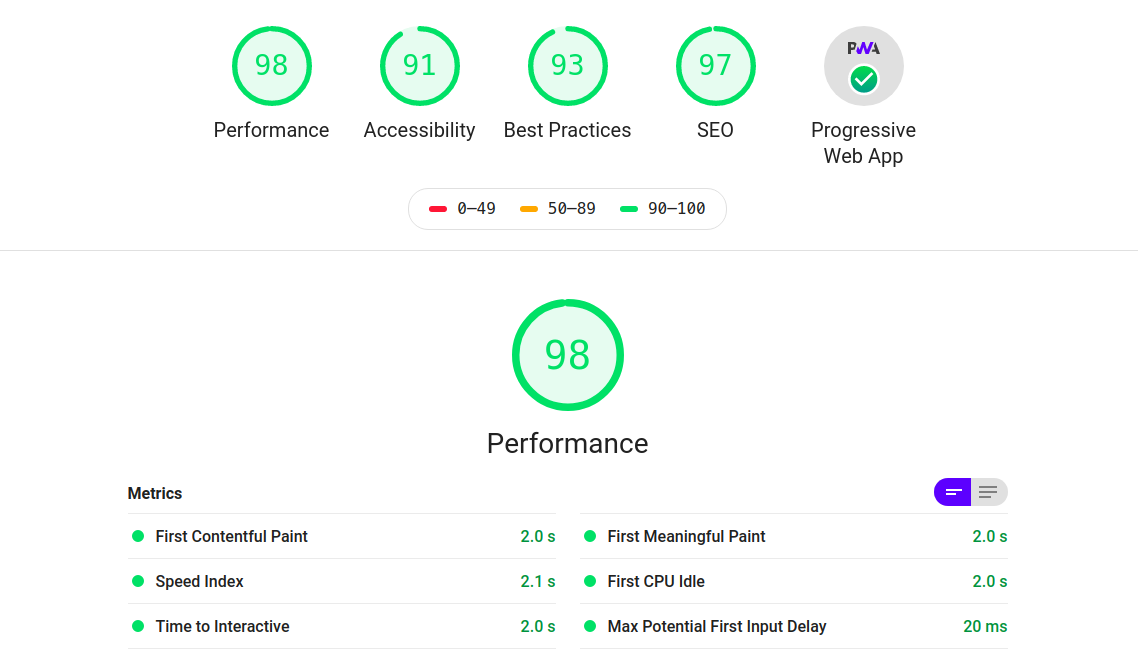 98 91 93 97 PWA
Performance Accessibility Best Practices SEO Progressive
Web App
0–49 50–89 90–100
98
Performance
Metrics
First Contentful Paint 2.0 s First Meaningful Paint 2.0 s
Speed Index 2.1 s First CPU Idle 2.0 s
Time to Interactive 2.0 s Max Potential First Input Delay 20 ms